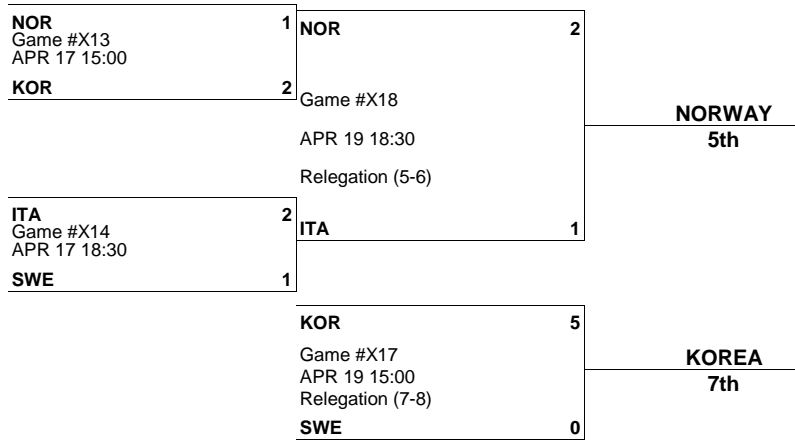 NOR 1
Game #X13
APR 17 15:00
KOR 2
NOR 2
Game #X18
APR 19 18:30
Relegation (5-6)
ITA 1
NORWAY
5th
ITA 2
Game #X14
APR 17 18:30
SWE 1
KOR 5
Game #X17
APR 19 15:00
Relegation (7-8)
SWE 0
KOREA
7th